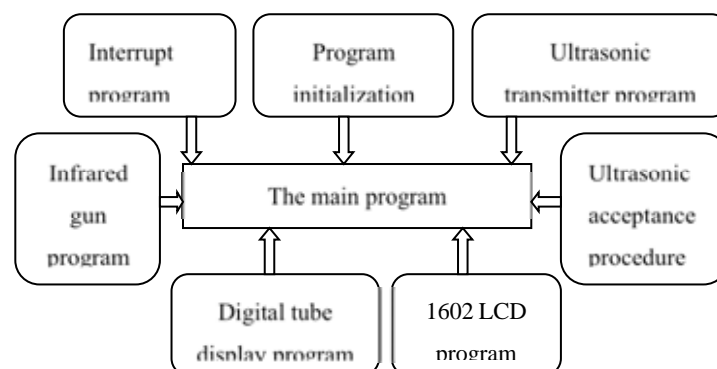 Interrupt
program
Program
initialization
Ultrasonic
transmitter program
Infrared
gun
program
The main program
Ultrasonic
acceptance
procedure
Digital tube
display program
1602 LCD
program